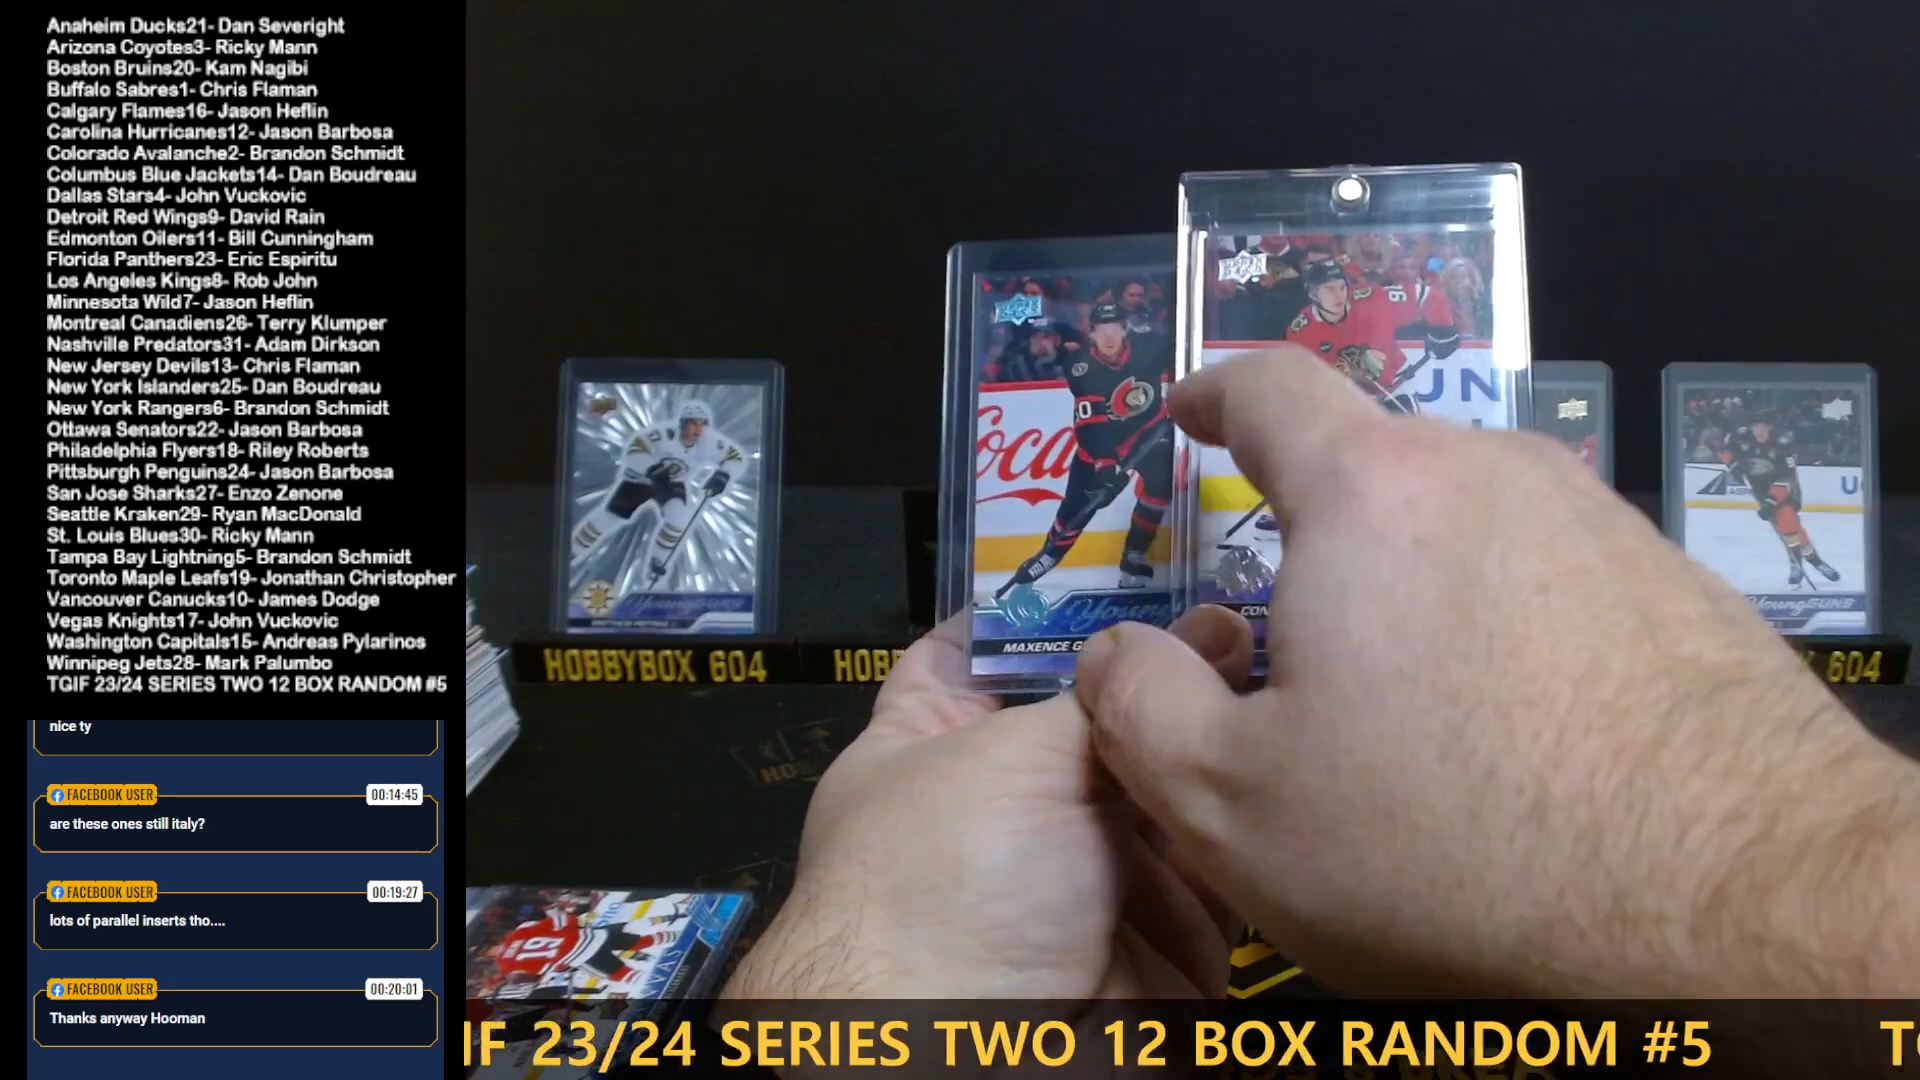 Anaheim Ducks21- Dan Severight
Arizona Coyotes3- Ricky Mann
Boston Bruins20- Kam Nagibi
Buffalo Sabres1- Chris Flaman
Calgary Flames16- Jason Heflin
Carolina Hurricanes12- Jason Barbosa
Colorado Avalanche2- Brandon Schmidt
Columbus Blue Jackets14- Dan Boudreau
Dallas Stars4- John Vuckovic
Detroit Red Wings9- David Rain
Edmonton Oilers11- Bill Cunningham
Florida Panthers23- Eric Espiritu
Los Angeles Kings8- Rob John
Minnesota Wild7- Jason Heflin
Montreal Canadiens26- Terry Klumper
Nashville Predators31- Adam Dirkson
New Jersey Devils13- Chris Flaman
New York Islanders25- Dan Boudreau
New York Rangers6- Brandon Schmidt
Ottawa Senators22- Jason Barbosa
Philadelphia Flyers18- Riley Roberts
Pittsburgh Penguins24- Jason Barbosa
San Jose Sharks27- Enzo Zenone
Seattle Kraken29- Ryan MacDonald
St. Louis Blues30- Ricky Mann
Tampa Bay Lightning5- Brandon Schmidt
Toronto Maple Leafs19- Jonathan Christopher
Vancouver Canucks10- James Dodge
Vegas Knights17- John Vuckovic
Washington Capitals15- Andreas Pylarinos
Winnipeg Jets28- Mark Palumbo
TGIF 23/24 SERIES TWO 12 BOX RANDOM #5
nice ty
FACEBOOK USER 00:14:45
are these ones still italy?
FACEBOOK USER 00:19:27
lots of parallel inserts tho....
FACEBOOK USER 00:20:01
Thanks anyway Hooman
Coca
Young
MAXENCE G
CON
UN
Young GUNS
HOBBYBOX 604
HOB
604
19
IF 23/24 SERIES TWO 12 BOX RANDOM #5